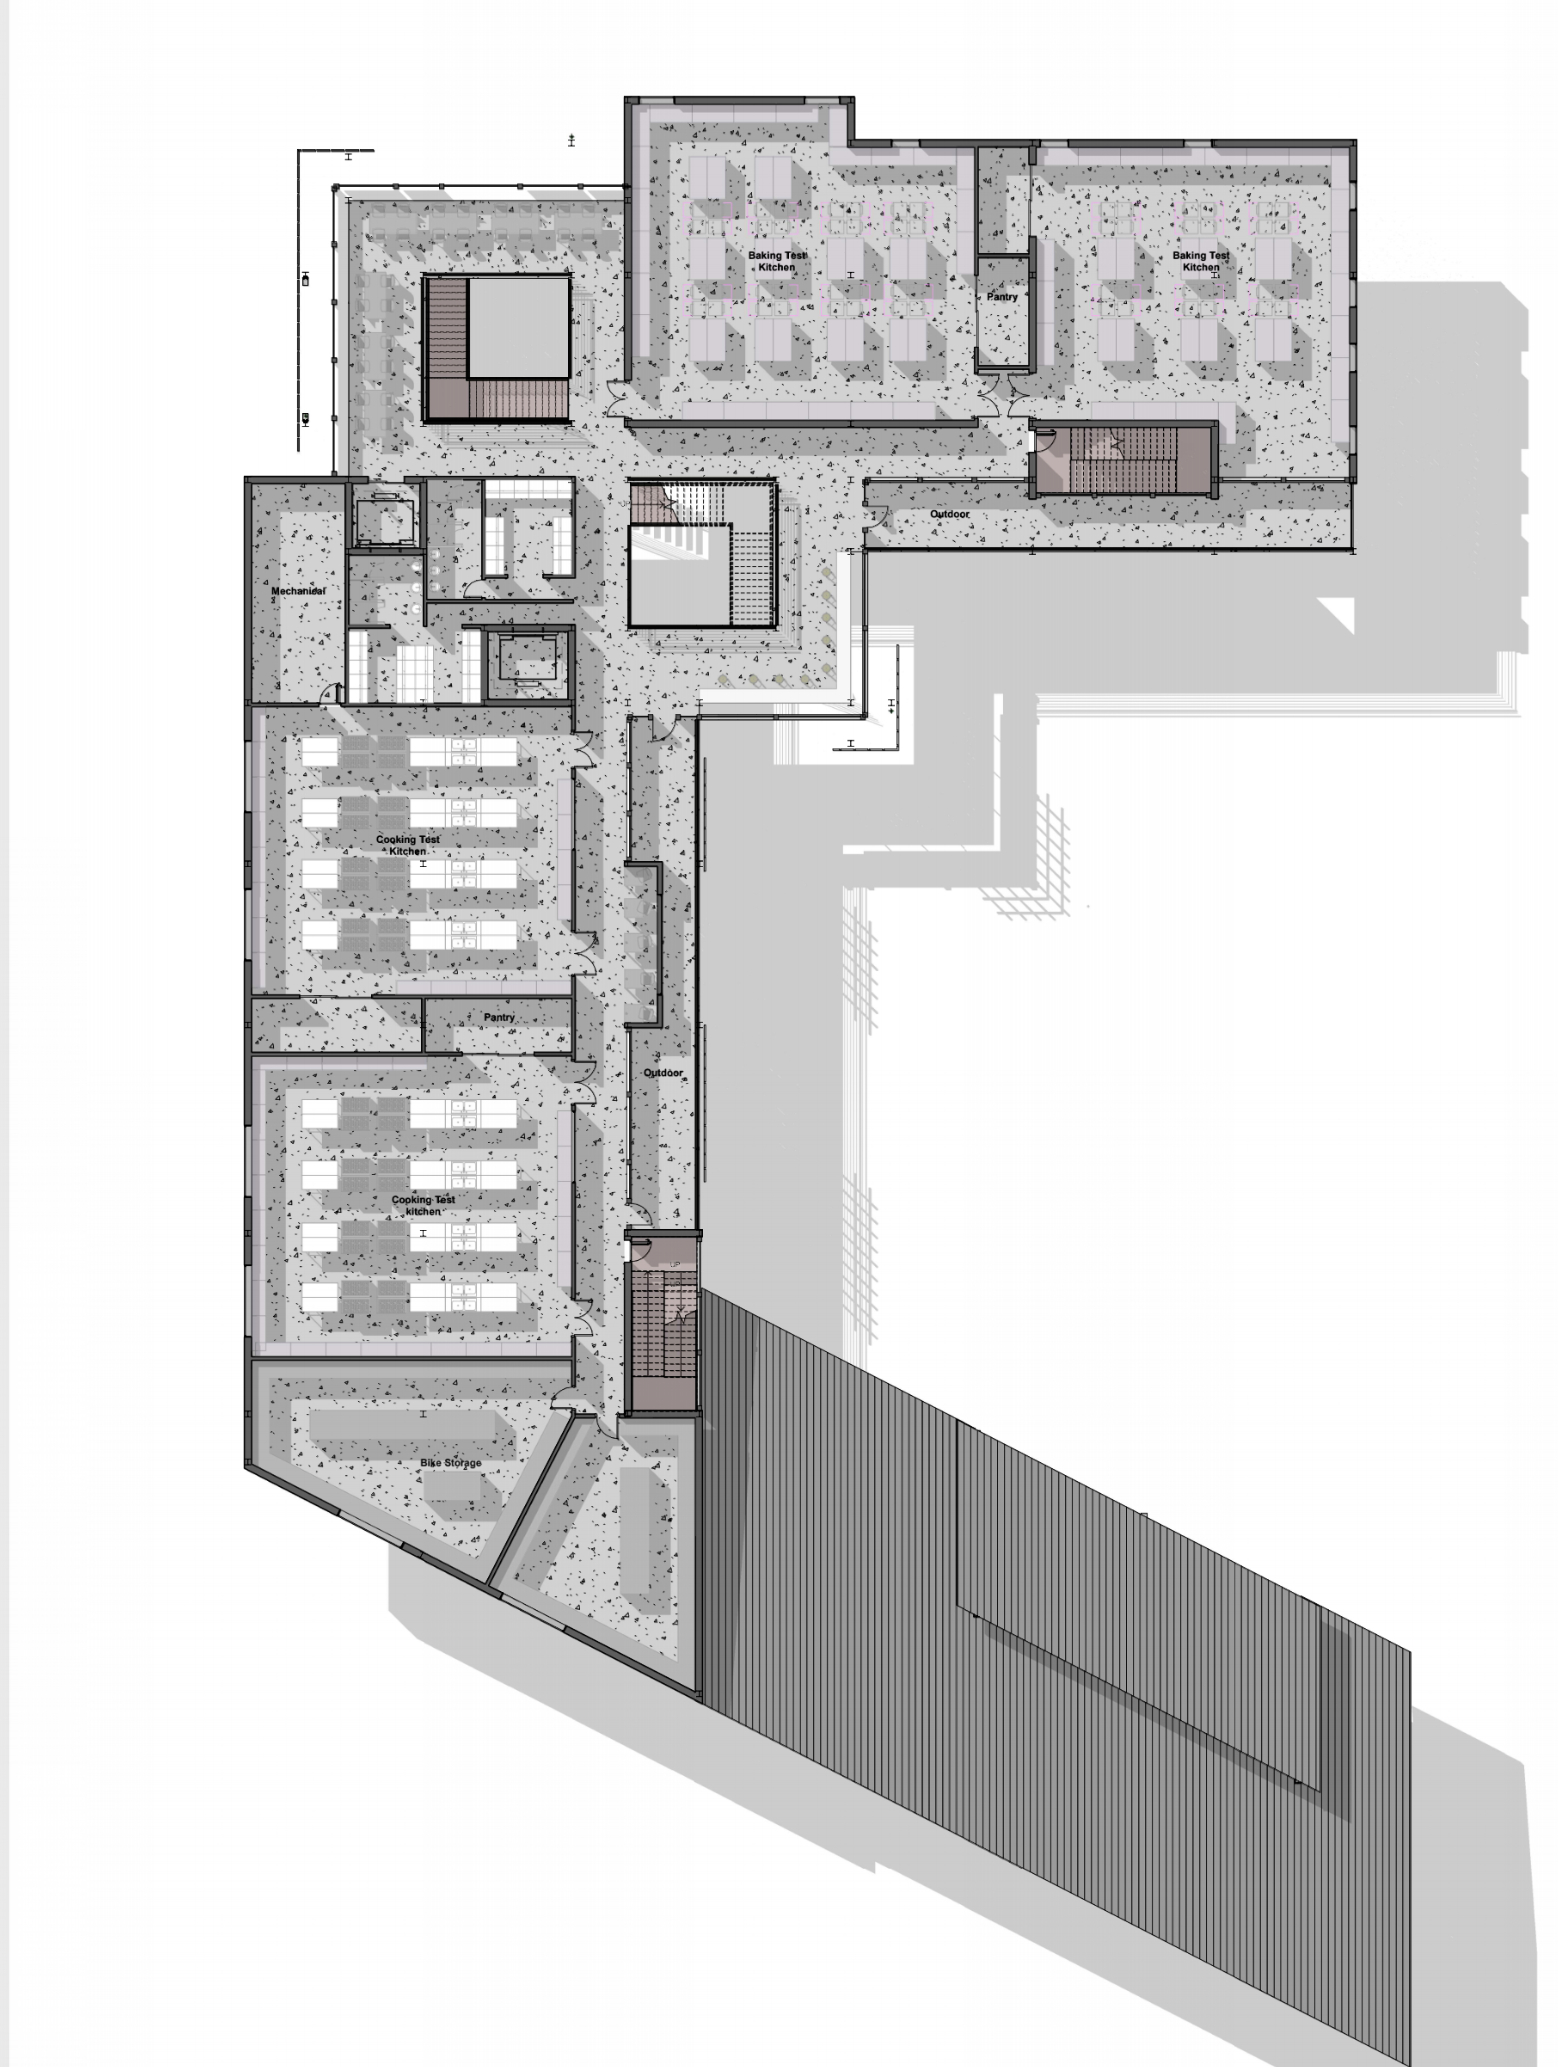 Baking Test
Kitchen
Baking Test
Kitchen
Pantry
Outdoor
Mechanical
Cooking Test
Kitchen
Pantry
Outdoor
Cooking Test
kitchen
UP
Bike Storage